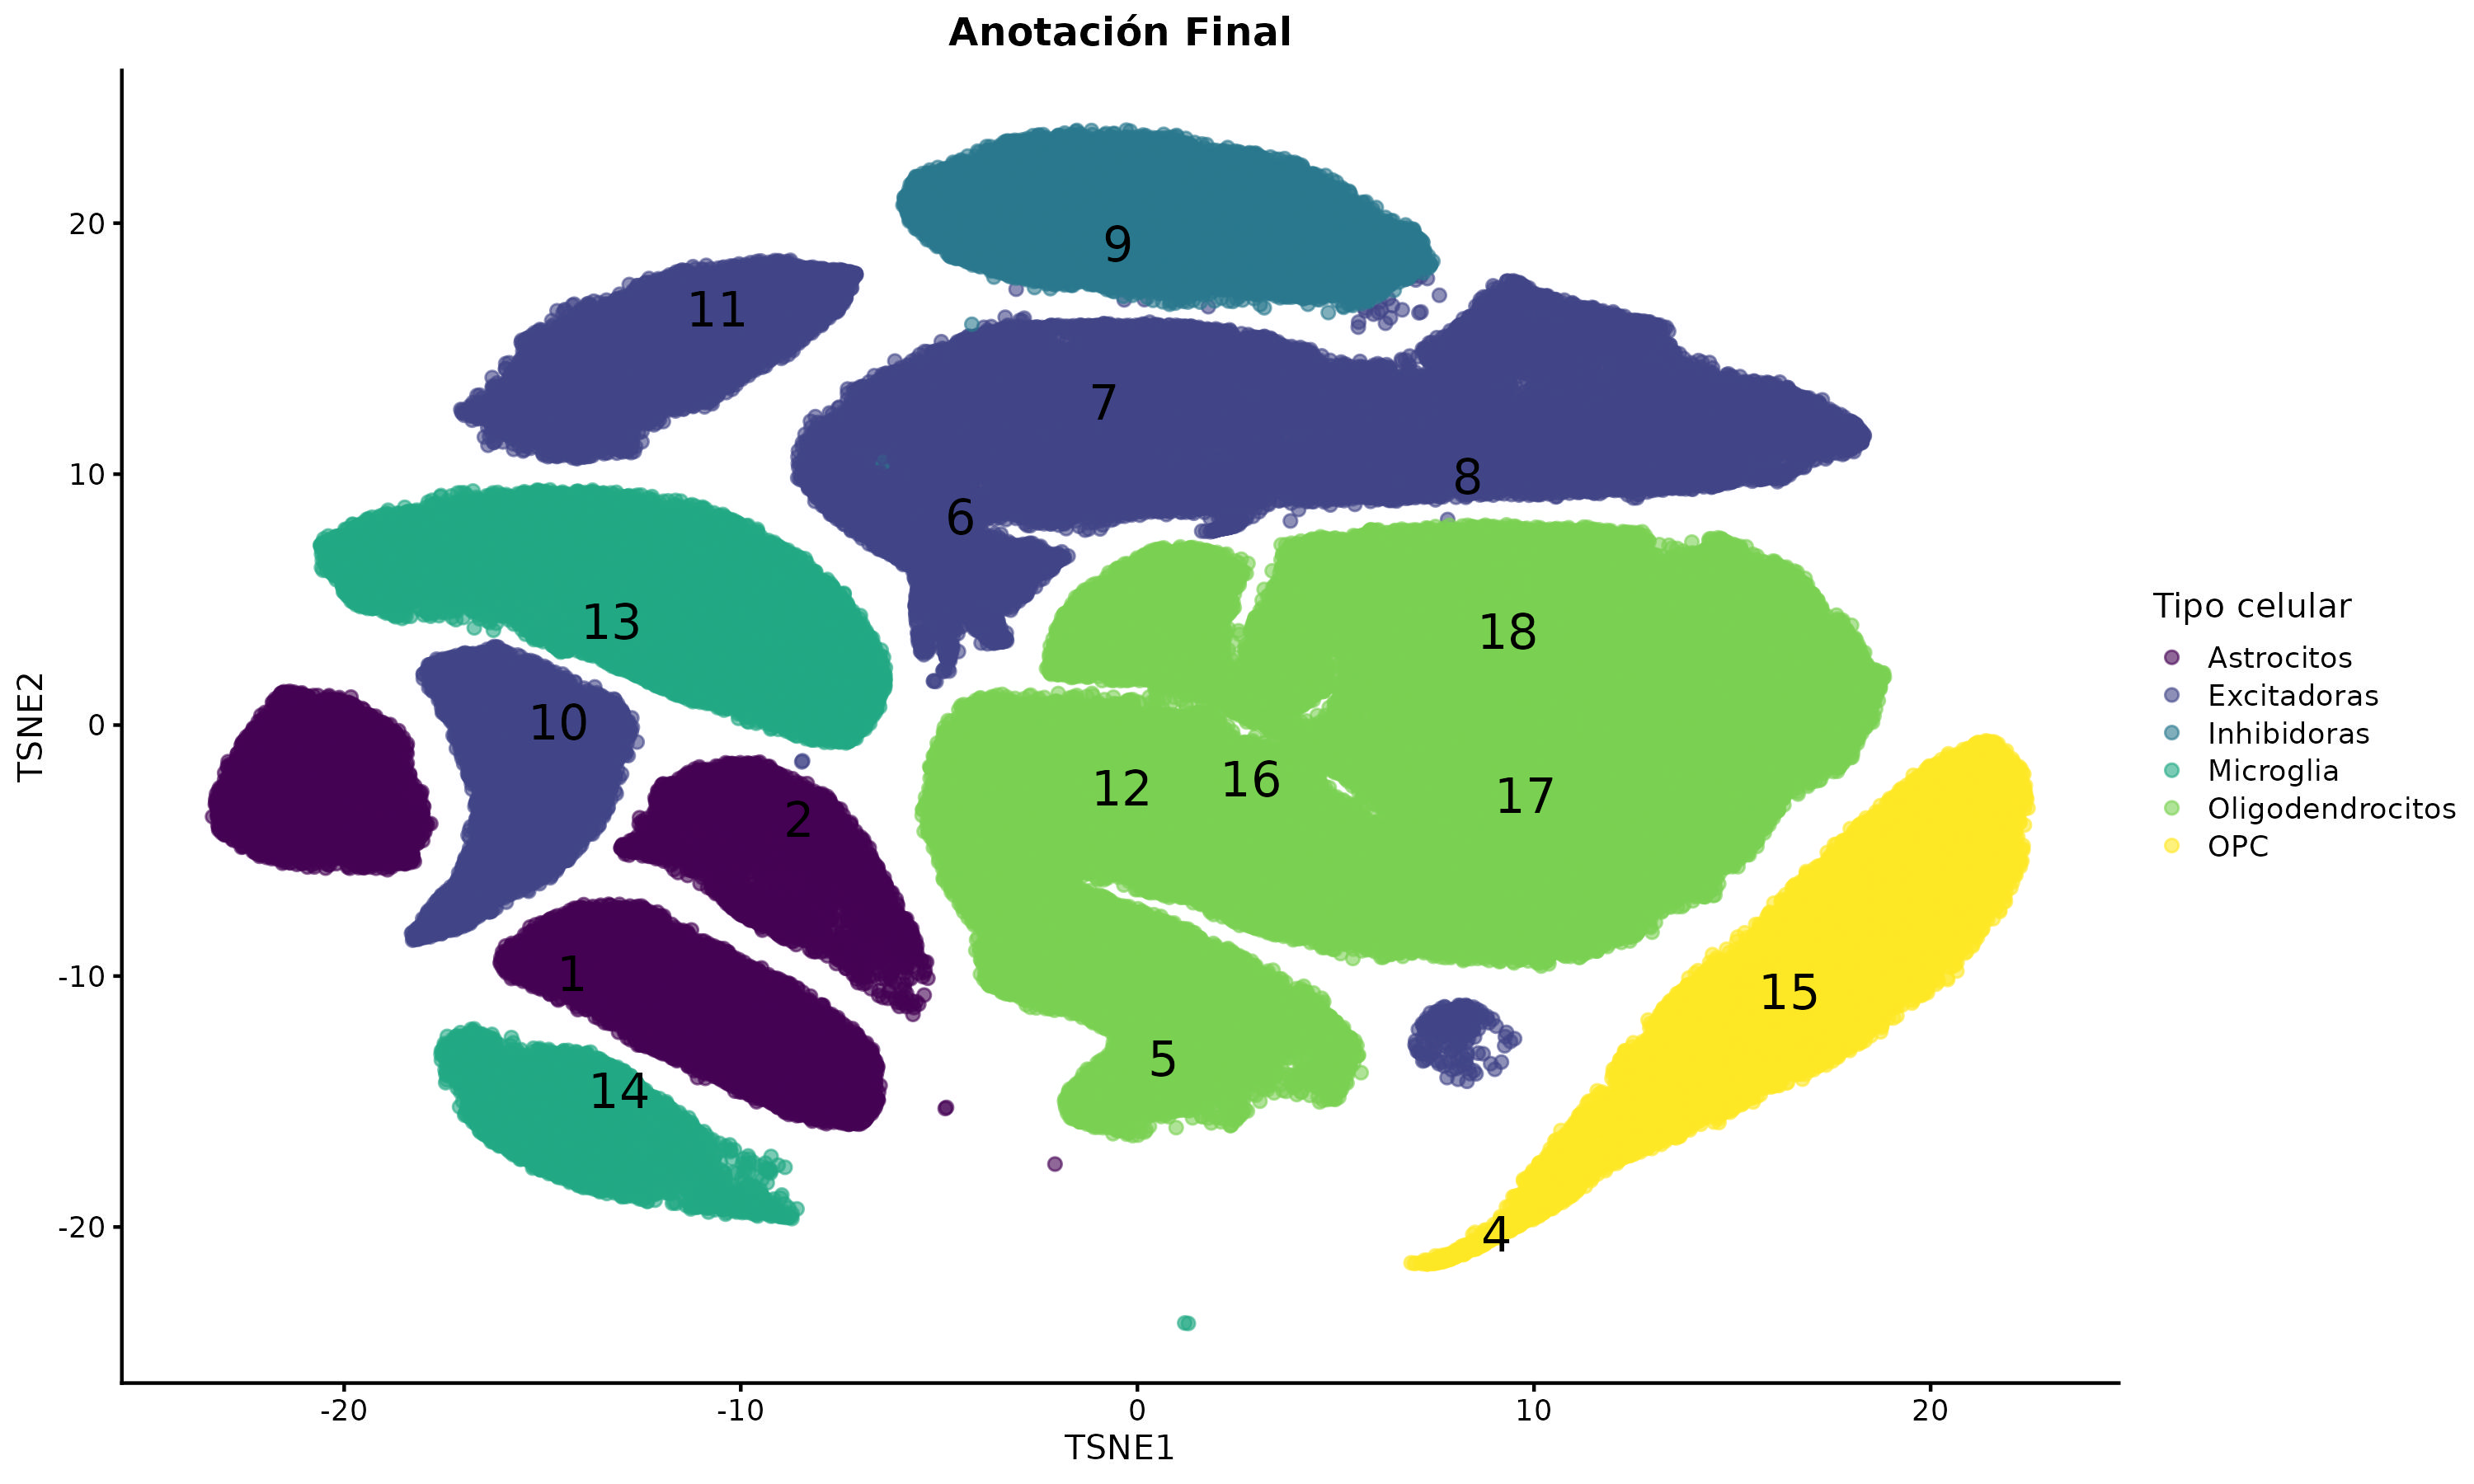 Anotación Final
9
11
7
8
6
13
18
10
12
16
17
2
1
15
5
14
4
20
10
0
-10
-20
TSNE2
-20
-10
0
10
20
TSNE1
Tipo celular
Astrocitos
Excitadoras
Inhibidoras
Microglia
Oligodendrocitos
OPC